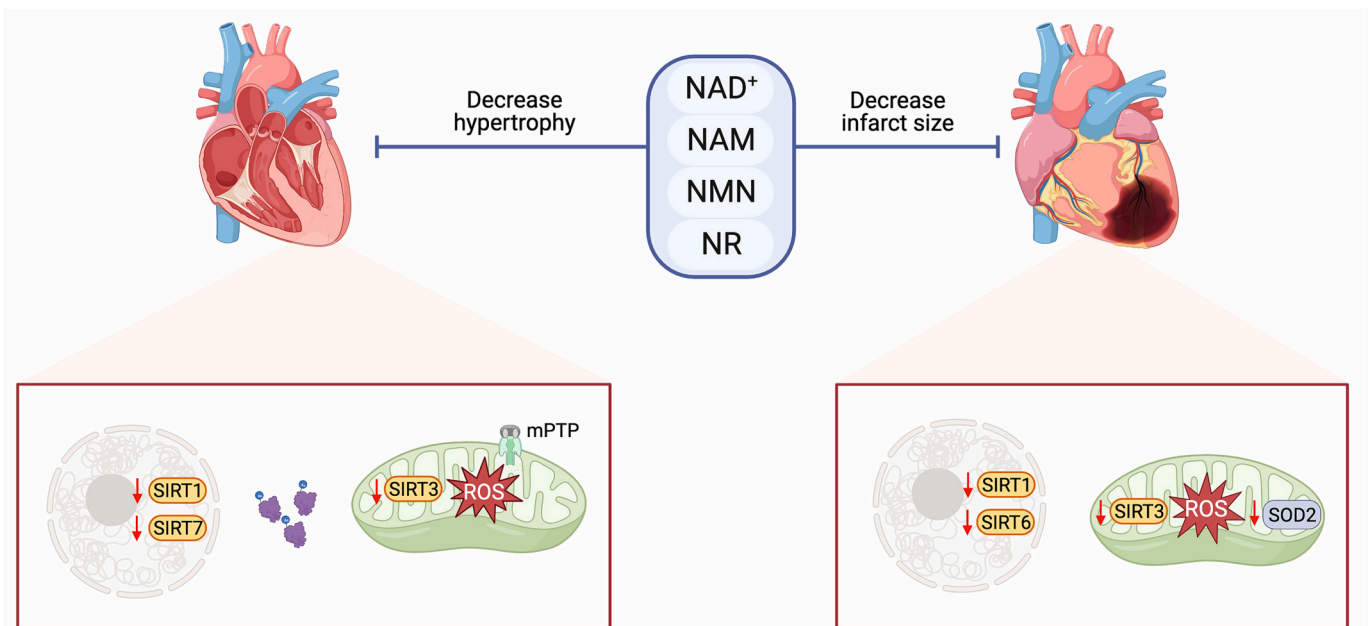 Decrease
hypertrophy
NAD⁺
NAM
NMN
NR
Decrease
infarct size
SIRT1
SIRT7
mPTP
SIRT3
ROS
SIRT1
SIRT6
SIRT3
ROS
SOD2